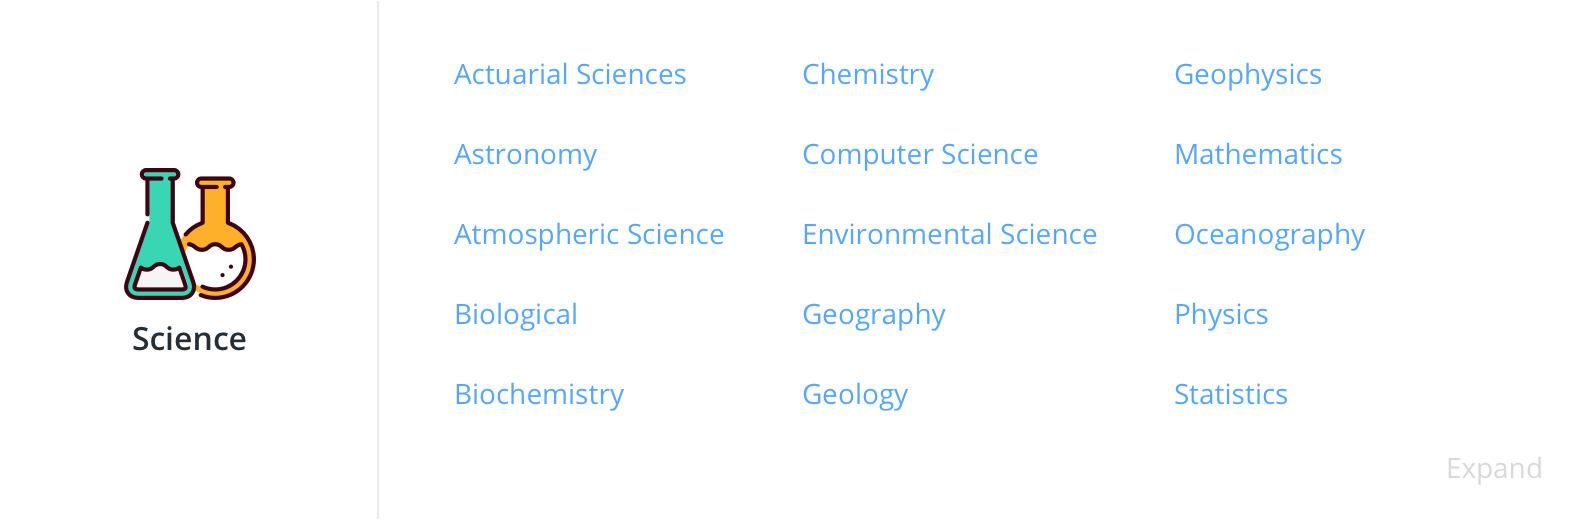 Science
Actuarial Sciences
Astronomy
Atmospheric Science
Biological
Biochemistry
Chemistry
Computer Science
Environmental Science
Geography
Geology
Geophysics
Mathematics
Oceanography
Physics
Statistics
Expand